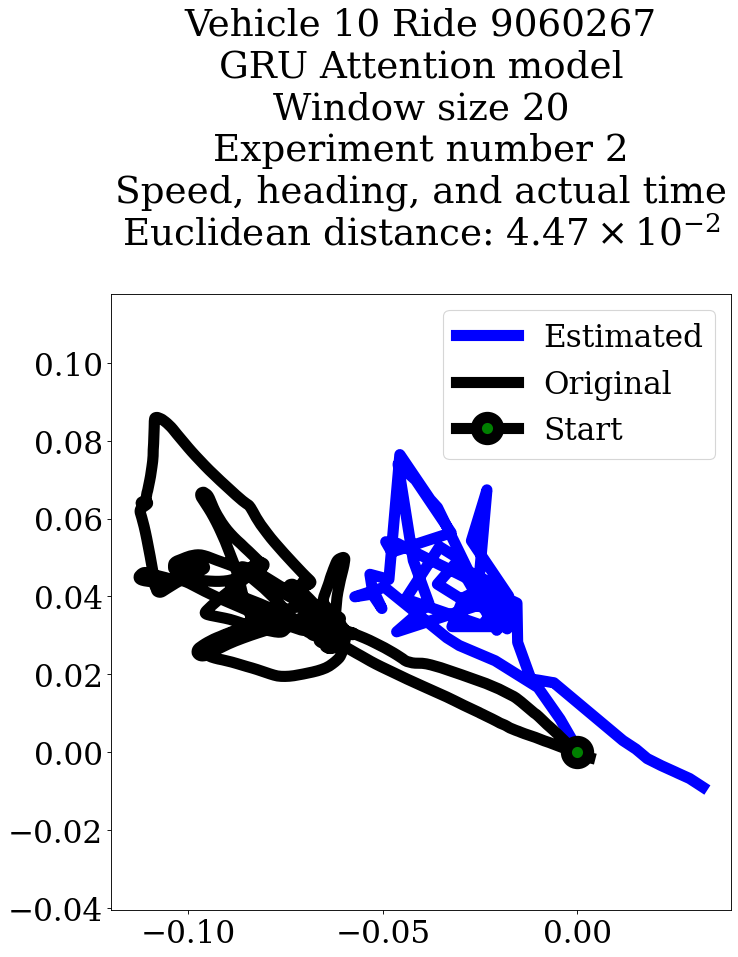 Vehicle 10 Ride 9060267
GRU Attention model
Window size 20
Experiment number 2
Speed, heading, and actual time
Euclidean distance: 4.47 × 10⁻²
Estimated
Original
Start
0.10
0.08
0.06
0.04
0.02
0.00
−0.02
−0.04
−0.10
−0.05
0.00